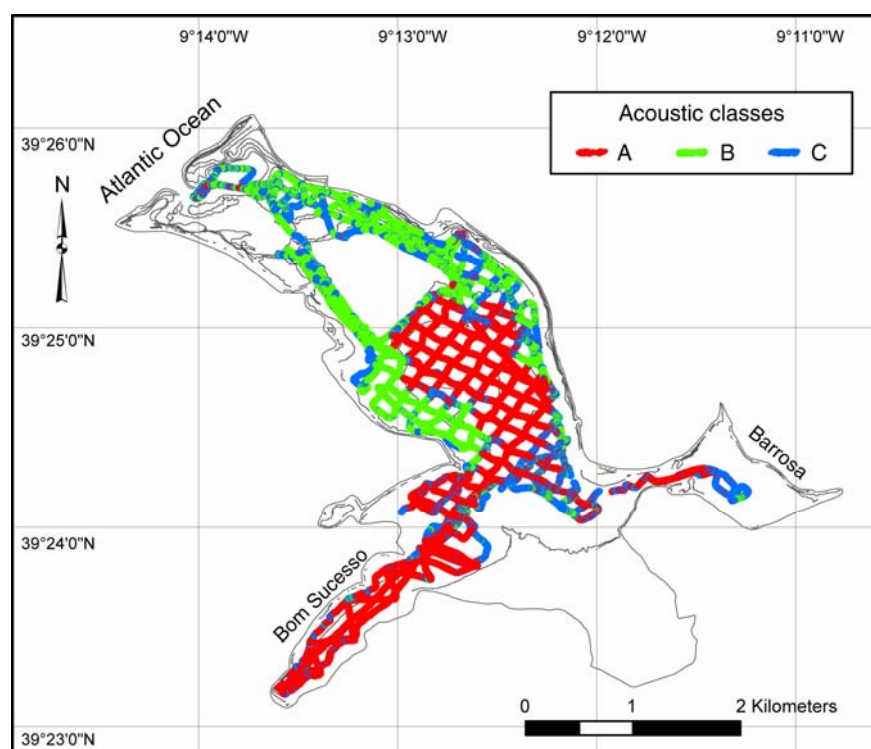 9°14'0"W 9°13'0"W 9°12'0"W 9°11'0"W
39°26'0"N
Atlantic Ocean
Acoustic classes
A B C
N
39°25'0"N
Barrosa
39°24'0"N
Bom Sucesso
0 1 2 Kilometers
39°23'0"N